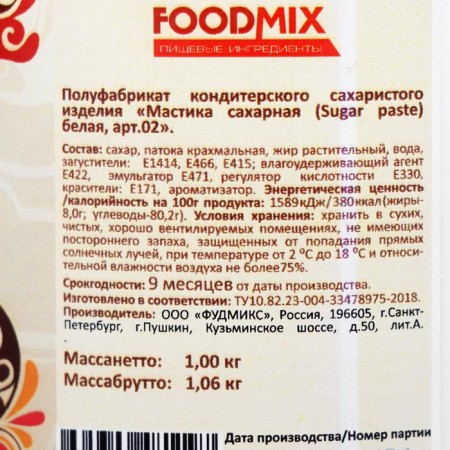 FOODMIX
ПИЩЕВЫЕ ИНГРЕДИЕНТЫ
Полуфабрикат кондитерского сахаристого
изделия «Мастика сахарная (Sugar paste)
белая, арт.02».
Состав: сахар, патока крахмальная, жир растительный, вода,
загустители: Е1414, Е466, Е415; влагоудерживающий агент
Е422, эмульгатор Е471, регулятор кислотности Е330,
красители: Е171, ароматизатор. Энергетическая ценность
/калорийность на 100г продукта: 1589кДж/380ккал(жиры-
8,0г; углеводы-80,2г). Условия хранения: хранить в сухих,
чистых, хорошо вентилируемых помещениях, не имеющих
постороннего запаха, защищенных от попадания прямых
солнечных лучей, при температуре от 2 ⁰С до 18 ⁰С и относи-
тельной влажности воздуха не более75%.
Срокгодности: 9 месяцев от даты производства.
Изготовлено в соответствии: ТУ10.82.23-004-33478975-2018.
Производитель: ООО «ФУДМИКС», Россия, 196605, г.Санкт-
Петербург, г.Пушкин, Кузьминское шоссе, д.50, лит.А.
Массанетто: 1,00 кг
Массабрутто: 1,06 кг
Дата производства/Номер партии